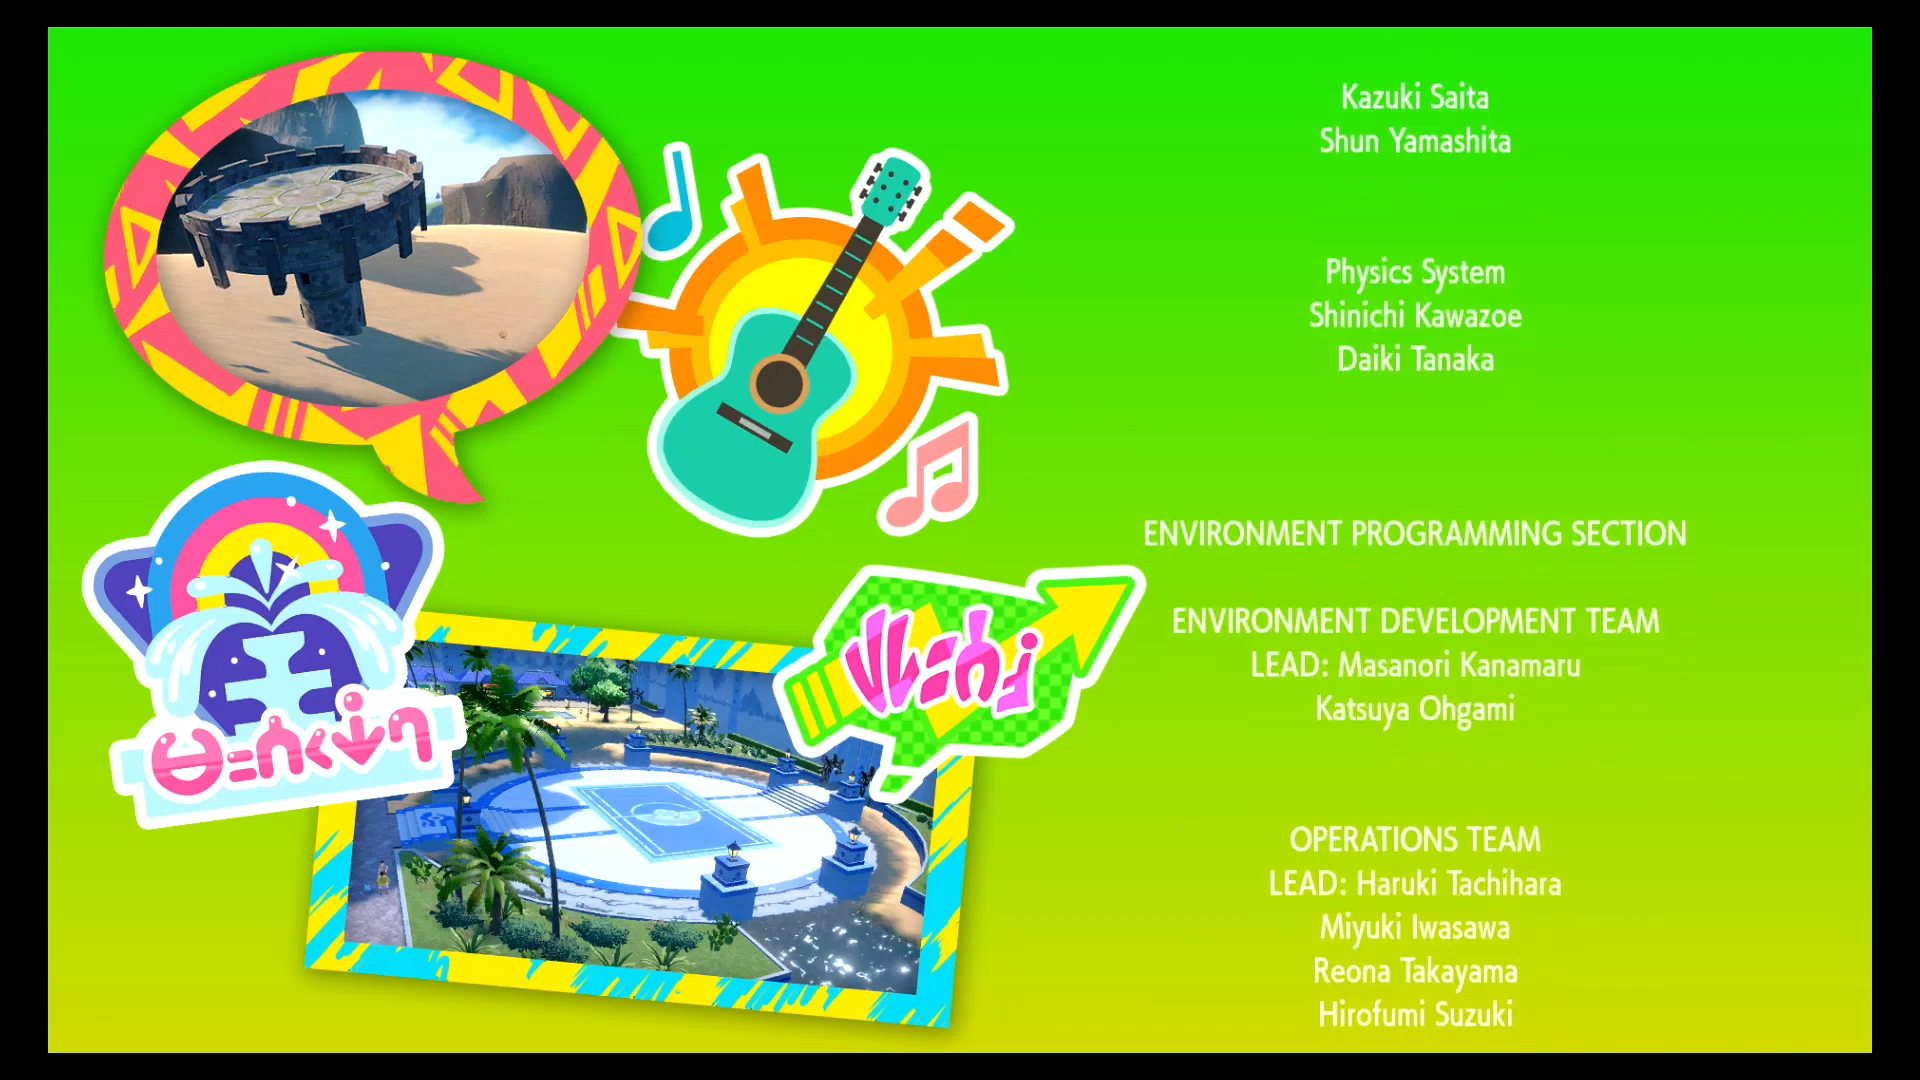 Kazuki Saita
Shun Yamashita
Physics System
Shinichi Kawazoe
Daiki Tanaka
ENVIRONMENT PROGRAMMING SECTION
ENVIRONMENT DEVELOPMENT TEAM
LEAD: Masanori Kanamaru
Katsuya Ohgami
OPERATIONS TEAM
LEAD: Haruki Tachihara
Miyuki Iwasawa
Reona Takayama
Hirofumi Suzuki